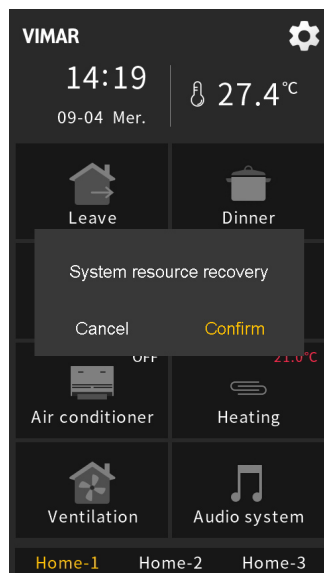 VIMAR
14:19
27.4°C
09-04 Mer.
Leave
Dinner
System resource recovery
Cancel
Confirm
OFF
21.0°C
Air conditioner
Heating
Ventilation
Audio system
Home-1
Home-2
Home-3